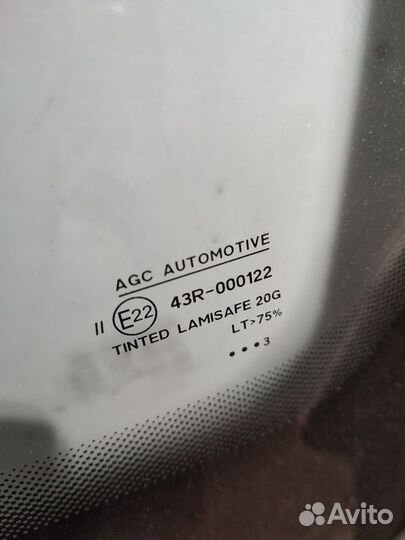 AGC AUTOMOTIVE
43R-000122
II E22
TINTED LAMISAFE 20G
LT>75%
•••3
Avito